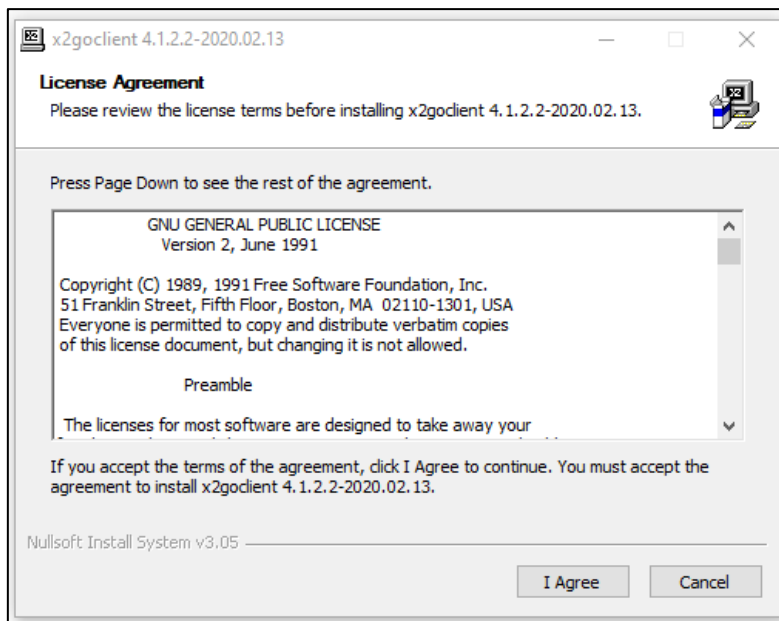 x2goclient 4.1.2.2-2020.02.13
License Agreement
Please review the license terms before installing x2goclient 4.1.2.2-2020.02.13.
Press Page Down to see the rest of the agreement.
GNU GENERAL PUBLIC LICENSE
Version 2, June 1991
Copyright (C) 1989, 1991 Free Software Foundation, Inc.
51 Franklin Street, Fifth Floor, Boston, MA 02110-1301, USA
Everyone is permitted to copy and distribute verbatim copies
of this license document, but changing it is not allowed.
Preamble
The licenses for most software are designed to take away your
If you accept the terms of the agreement, click I Agree to continue. You must accept the
agreement to install x2goclient 4.1.2.2-2020.02.13.
Nullsoft Install System v3.05
I Agree
Cancel